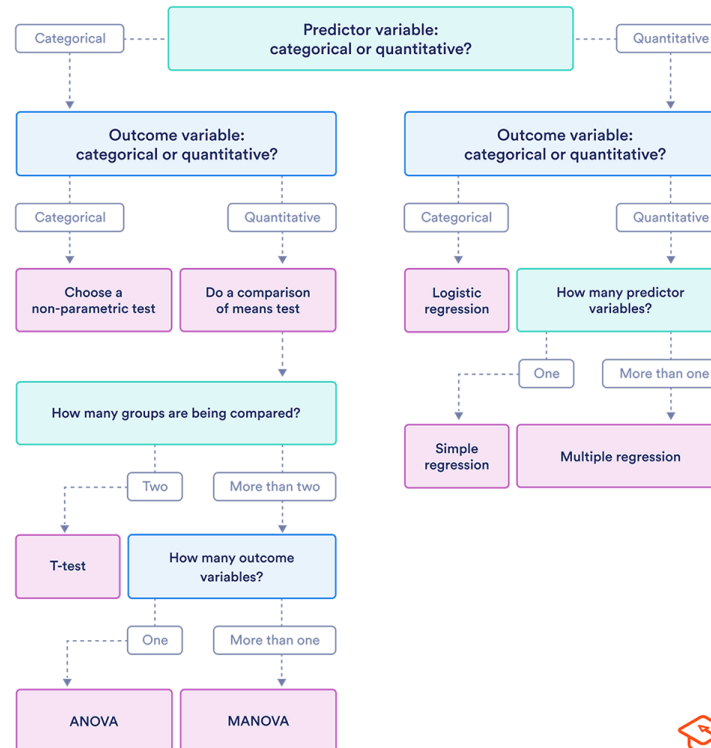 Predictor variable:
categorical or quantitative?
Categorical
Quantitative
Outcome variable:
categorical or quantitative?
Outcome variable:
categorical or quantitative?
Categorical
Quantitative
Categorical
Quantitative
Choose a
non-parametric test
Do a comparison
of means test
Logistic
regression
How many predictor
variables?
One
More than one
How many groups are being compared?
Simple
regression
Multiple regression
Two
More than two
T-test
How many outcome
variables?
One
More than one
ANOVA
MANOVA